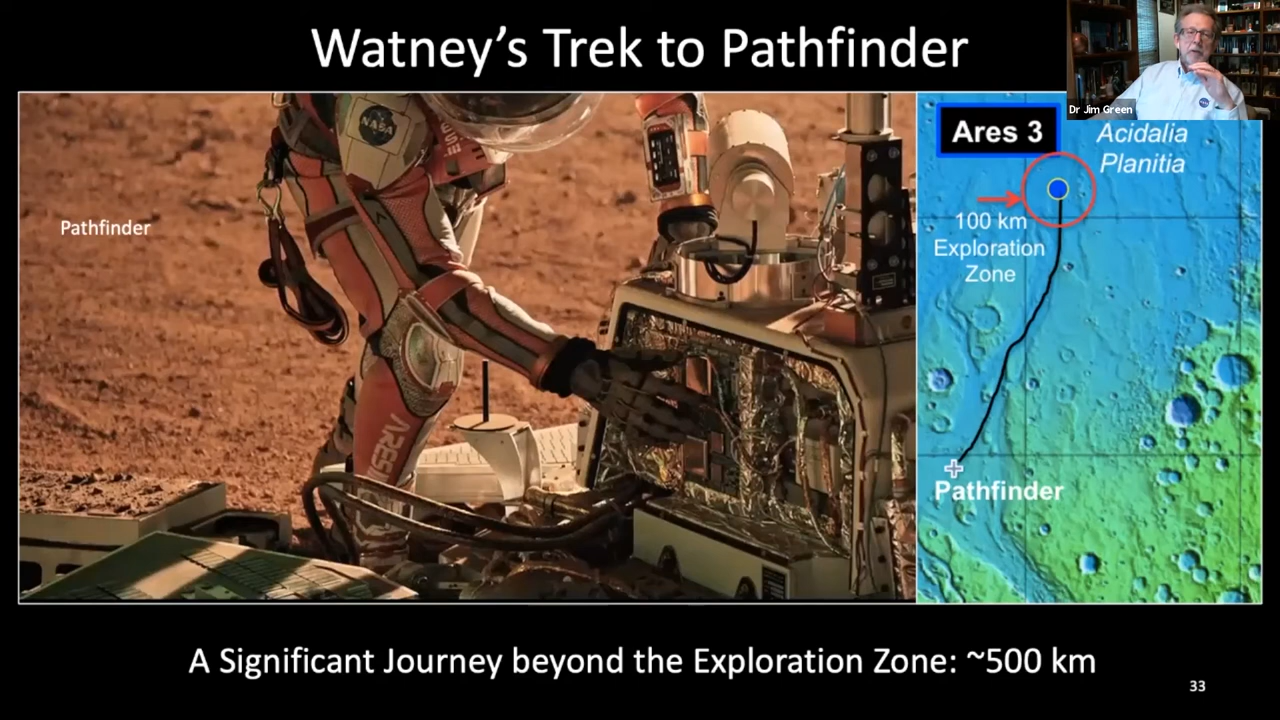 Watney's Trek to Pathfinder
Dr Jim Green
Pathfinder
NASA
ARES
Ares 3
Acidalia
Planitia
100 km
Exploration
Zone
Pathfinder
A Significant Journey beyond the Exploration Zone: ~500 km
33